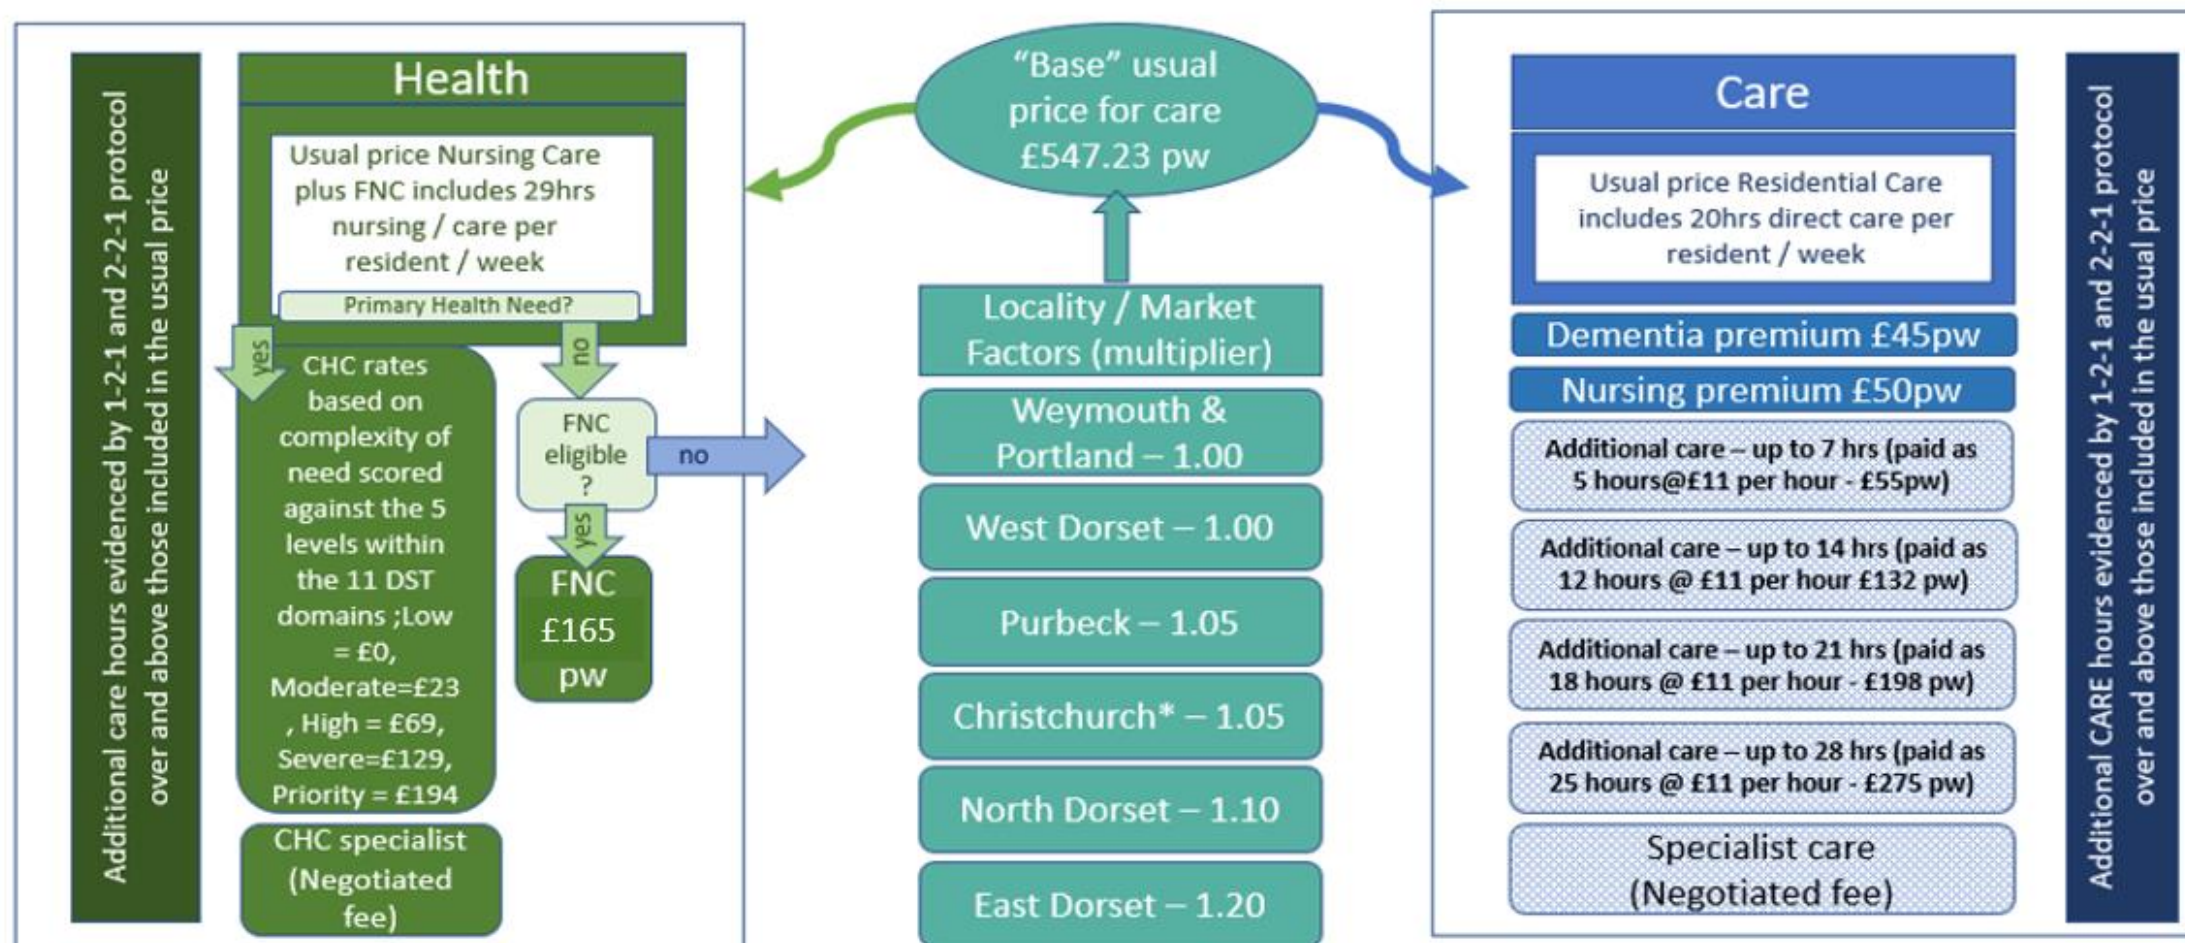 Additional care hours evidenced by 1-2-1 and 2-2-1 protocol
over and above those included in the usual price
Health
Usual price Nursing Care
plus FNC includes 29hrs
nursing / care per
resident / week
Primary Health Need?
yes
no
CHC rates
based on
complexity of
need scored
against the 5
levels within
the 11 DST
domains ;Low
= £0,
Moderate=£23
, High = £69,
Severe=£129,
Priority = £194
FNC
eligible
?
no
yes
FNC
£165
pw
CHC specialist
(Negotiated
fee)
“Base” usual
price for care
£547.23 pw
Locality / Market
Factors (multiplier)
Weymouth &
Portland – 1.00
West Dorset – 1.00
Purbeck – 1.05
Christchurch* – 1.05
North Dorset – 1.10
East Dorset – 1.20
Care
Usual price Residential Care
includes 20hrs direct care per
resident / week
Dementia premium £45pw
Nursing premium £50pw
Additional care – up to 7 hrs (paid as
5 hours@£11 per hour - £55pw)
Additional care – up to 14 hrs (paid as
12 hours @ £11 per hour £132 pw)
Additional care – up to 21 hrs (paid as
18 hours @ £11 per hour - £198 pw)
Additional care – up to 28 hrs (paid as
25 hours @ £11 per hour - £275 pw)
Specialist care
(Negotiated fee)
Additional CARE hours evidenced by 1-2-1 and 2-2-1 protocol
over and above those included in the usual price